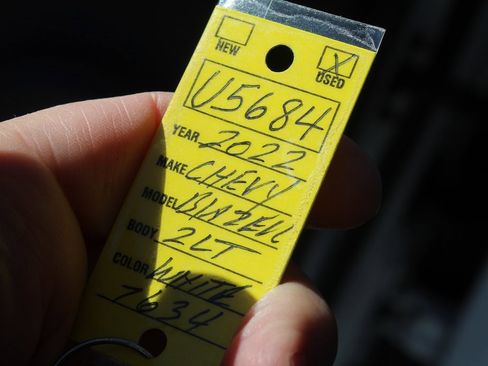 NEW USED
U5684
YEAR 2022
MAKE CHEVY
MODEL BLAZER
BODY 2LT
COLOR WHITE
7634